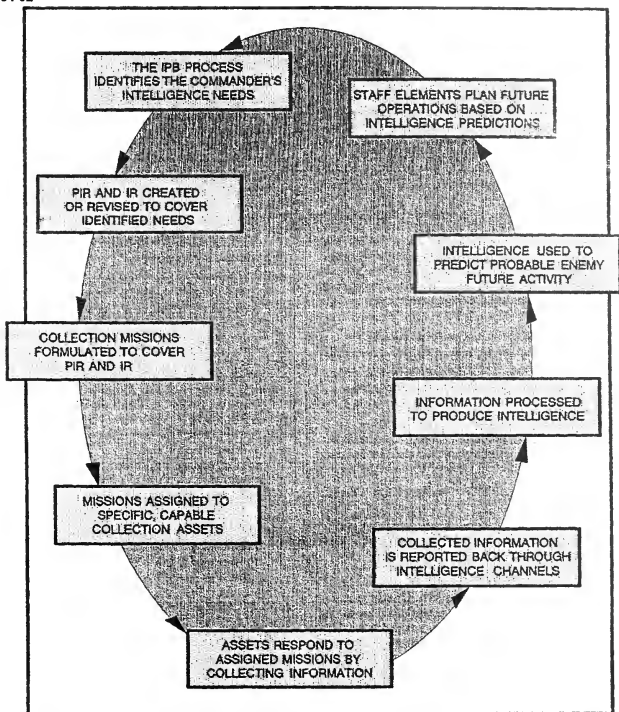 THE IPB PROCESS
IDENTIFIES THE COMMANDER'S
INTELLIGENCE NEEDS
PIR AND IR CREATED
OR REVISED TO COVER
IDENTIFIED NEEDS
COLLECTION MISSIONS
FORMULATED TO COVER
PIR AND IR
MISSIONS ASSIGNED TO
SPECIFIC, CAPABLE
COLLECTION ASSETS
ASSETS RESPOND TO
ASSIGNED MISSIONS BY
COLLECTING INFORMATION
COLLECTED INFORMATION
IS REPORTED BACK THROUGH
INTELLIGENCE CHANNELS
INFORMATION PROCESSED
TO PRODUCE INTELLIGENCE
INTELLIGENCE USED TO
PREDICT PROBABLE ENEMY
FUTURE ACTIVITY
STAFF ELEMENTS PLAN FUTURE
OPERATIONS BASED ON
INTELLIGENCE PREDICTIONS